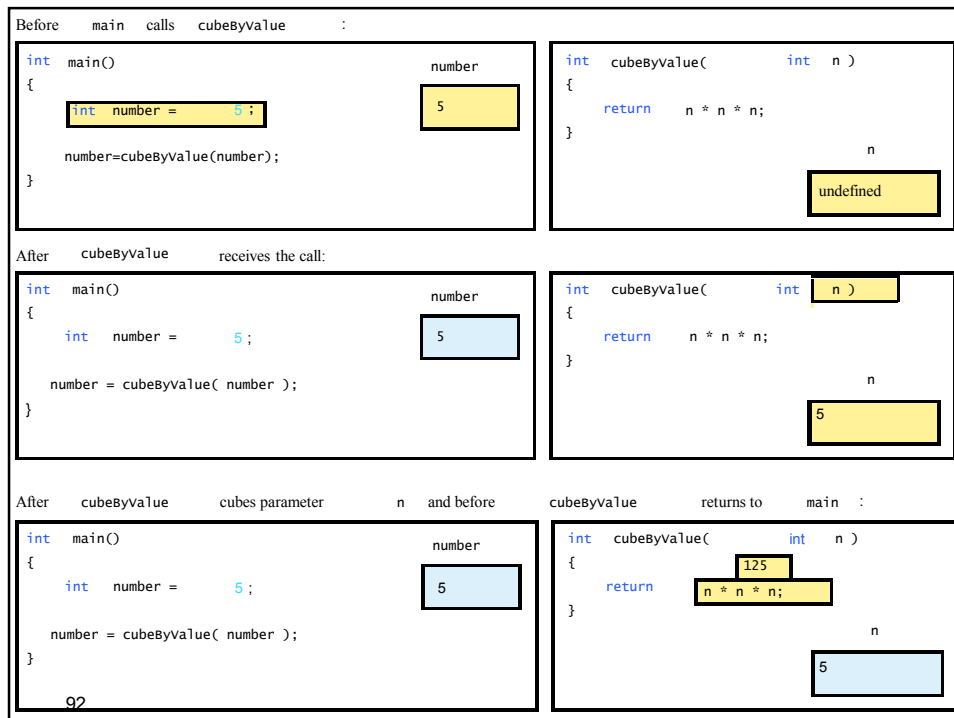 Before main calls cubeByValue :
int main()
{
int number = 5 ;
number=cubeByValue(number);
}
number
5
int cubeByValue( int n )
{
return n * n * n;
}
n
undefined
After cubeByValue receives the call:
int main()
{
int number = 5 ;
number = cubeByValue( number );
}
number
5
int cubeByValue( int n )
{
return n * n * n;
}
n
5
After cubeByValue cubes parameter n and before cubeByValue returns to main :
int main()
{
int number = 5 ;
number = cubeByValue( number );
}
number
5
int cubeByValue( int n )
{
125
return n * n * n;
}
n
5
92